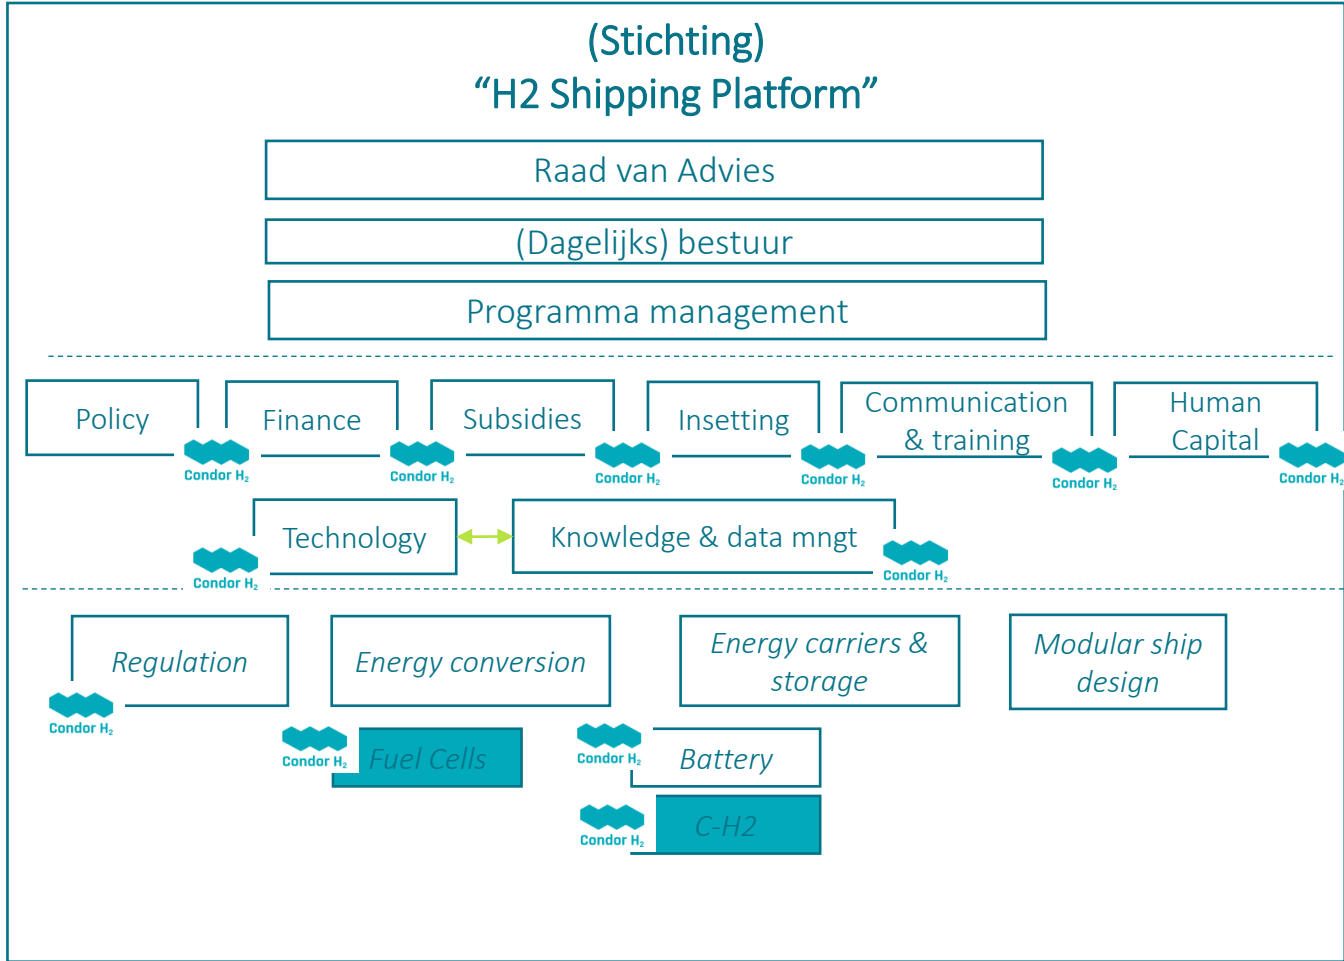 (Stichting)
“H2 Shipping Platform”
Raad van Advies
(Dagelijks) bestuur
Programma management
Policy
Finance
Subsidies
Insetting
Communication
& training
Human
Capital
Condor H₂
Condor H₂
Condor H₂
Condor H₂
Condor H₂
Condor H₂
Technology
Knowledge & data mngt
Condor H₂
Condor H₂
Regulation
Energy conversion
Energy carriers &
storage
Modular ship
design
Condor H₂
Condor H₂
Fuel Cells
Condor H₂
Battery
Condor H₂
C-H2